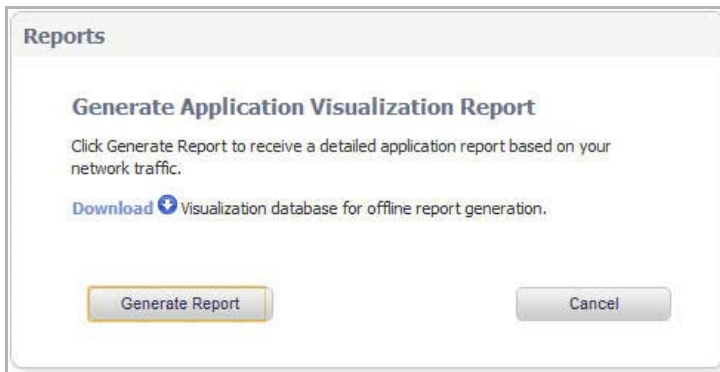 Reports
Generate Application Visualization Report
Click Generate Report to receive a detailed application report based on your
network traffic.
Download Visualization database for offline report generation.
Generate Report
Cancel